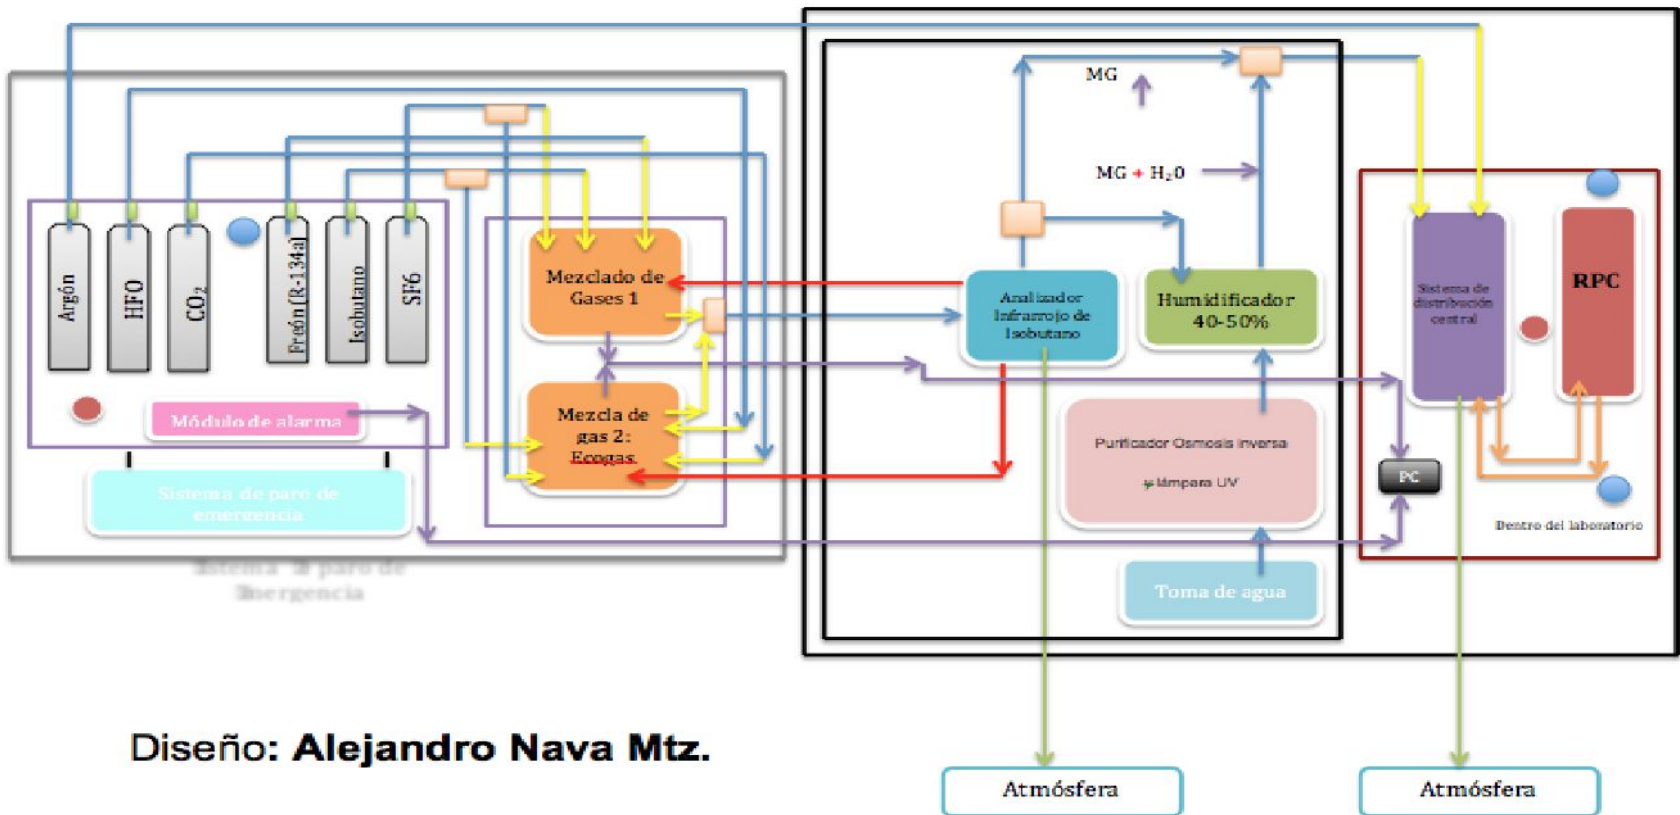 MG
MG + H₂0
Argón
HFO
CO₂
Freón(R-134a)
Isobutano
SF6
Mezclado de
Gases 1
Analizador
Infrarrojo de
Isobutano
Humidificador
40-50%
Sistema de
distribución
central
RPC
Módulo de alarma
Mezcla de
gas 2:
Ecogas.
Purificador Osmosis Inversa
y lámpara UV
PC
Sistema de paro de
emergencia
Dentro del laboratorio
paro de
Toma de agua
Diseño: Alejandro Nava Mtz.
Atmósfera
Atmósfera